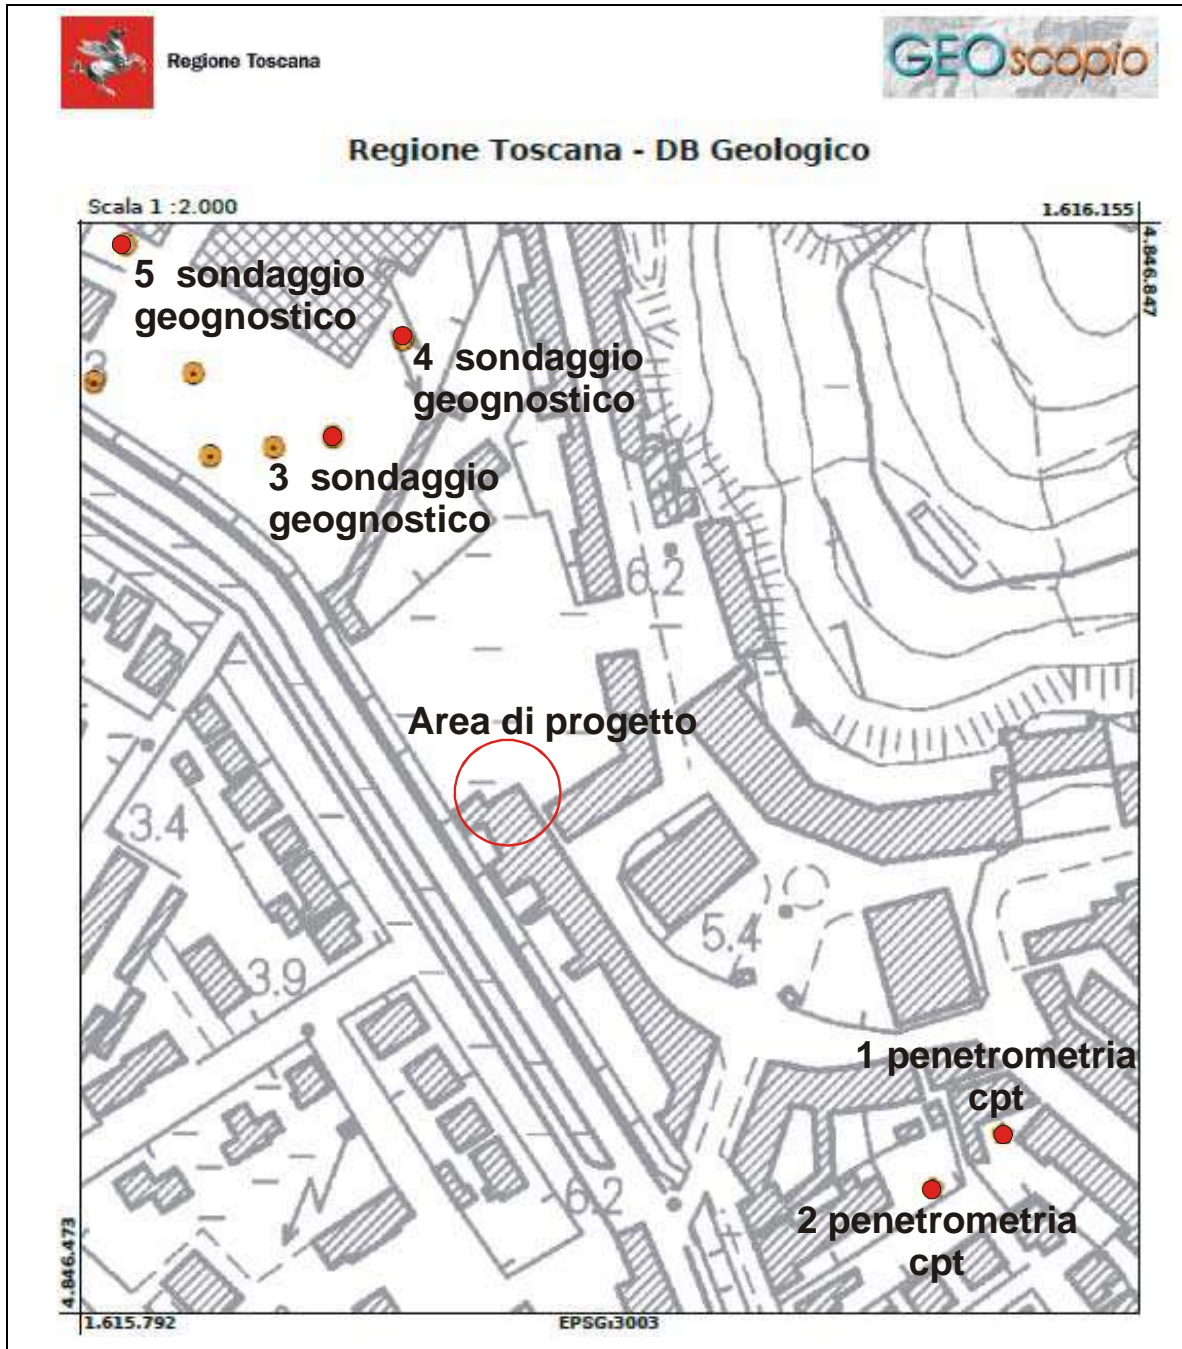 Regione Toscana
GEOscopio
Regione Toscana - DB Geologico
Scala 1 :2.000
1.616.155
4.846.847
5 sondaggio
geognostico
4 sondaggio
geognostico
3
3 sondaggio
geognostico
6.2
Area di progetto
3.4
5.4
3.9
1 penetrometria
cpt
6.2
2 penetrometria
cpt
4.846.473
1.615.792
EPSG:3003